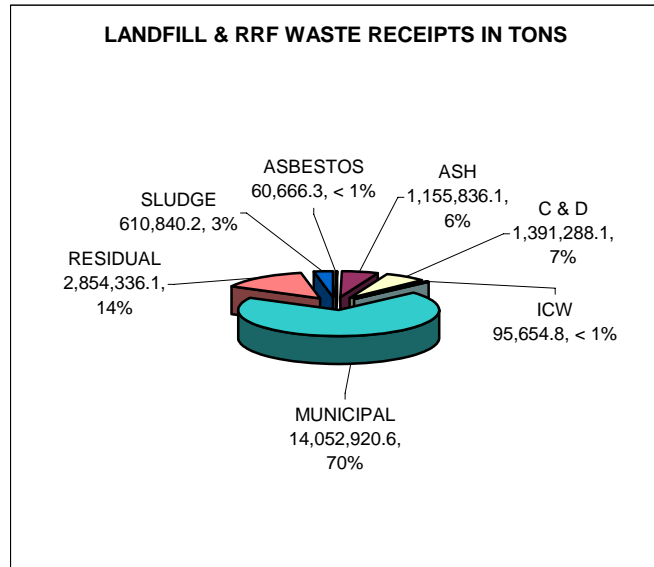 LANDFILL & RRF WASTE RECEIPTS IN TONS
ASBESTOS
60,666.3, < 1%
ASH
1,155,836.1,
6%
SLUDGE
610,840.2, 3%
C & D
1,391,288.1,
7%
RESIDUAL
2,854,336.1,
14%
ICW
95,654.8, < 1%
MUNICIPAL
14,052,920.6,
70%